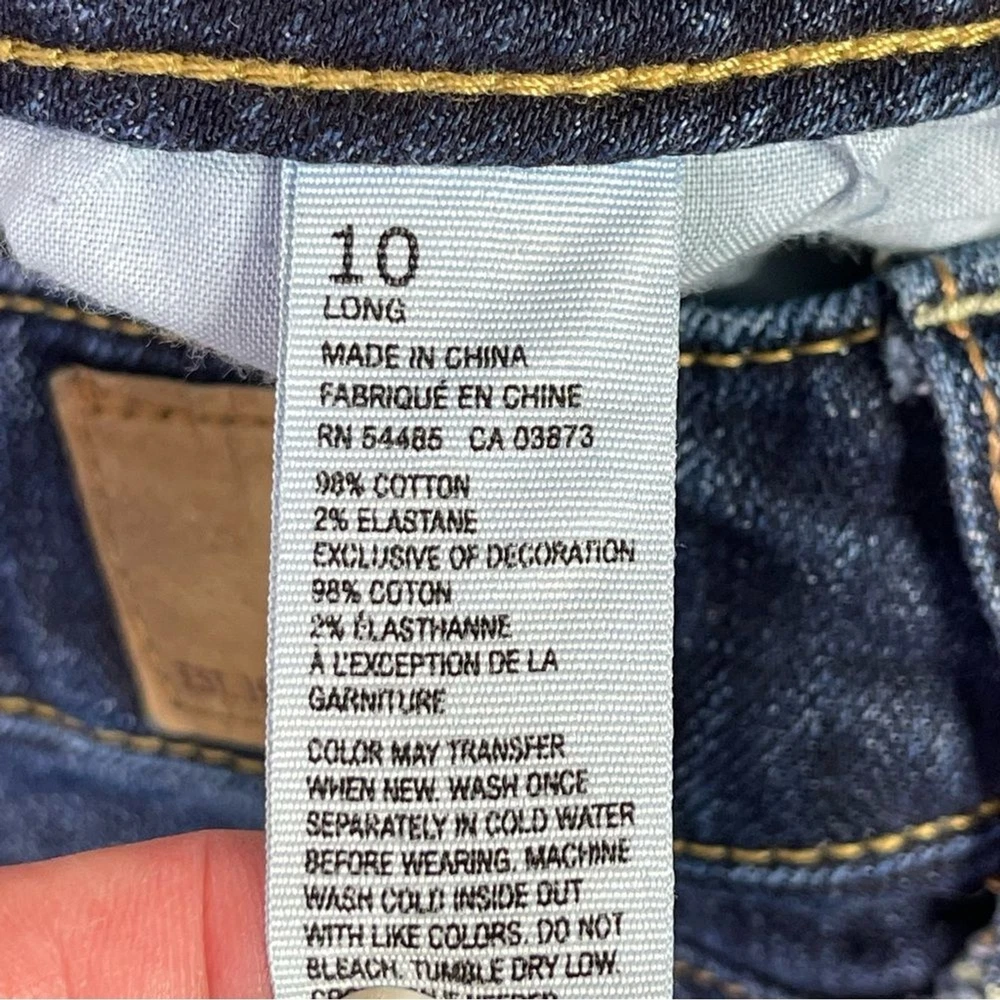 10
LONG
MADE IN CHINA
FABRIQUÉ EN CHINE
RN 54485 CA 03873
98% COTTON
2% ELASTANE
EXCLUSIVE OF DECORATION
98% COTON
2% ÉLASTHANNE
À L'EXCEPTION DE LA
GARNITURE
COLOR MAY TRANSFER
WHEN NEW. WASH ONCE
SEPARATELY IN COLD WATER
BEFORE WEARING. MACHINE
WASH COLD INSIDE OUT
WITH LIKE COLORS. DO NOT
BLEACH. TUMBLE DRY LOW.